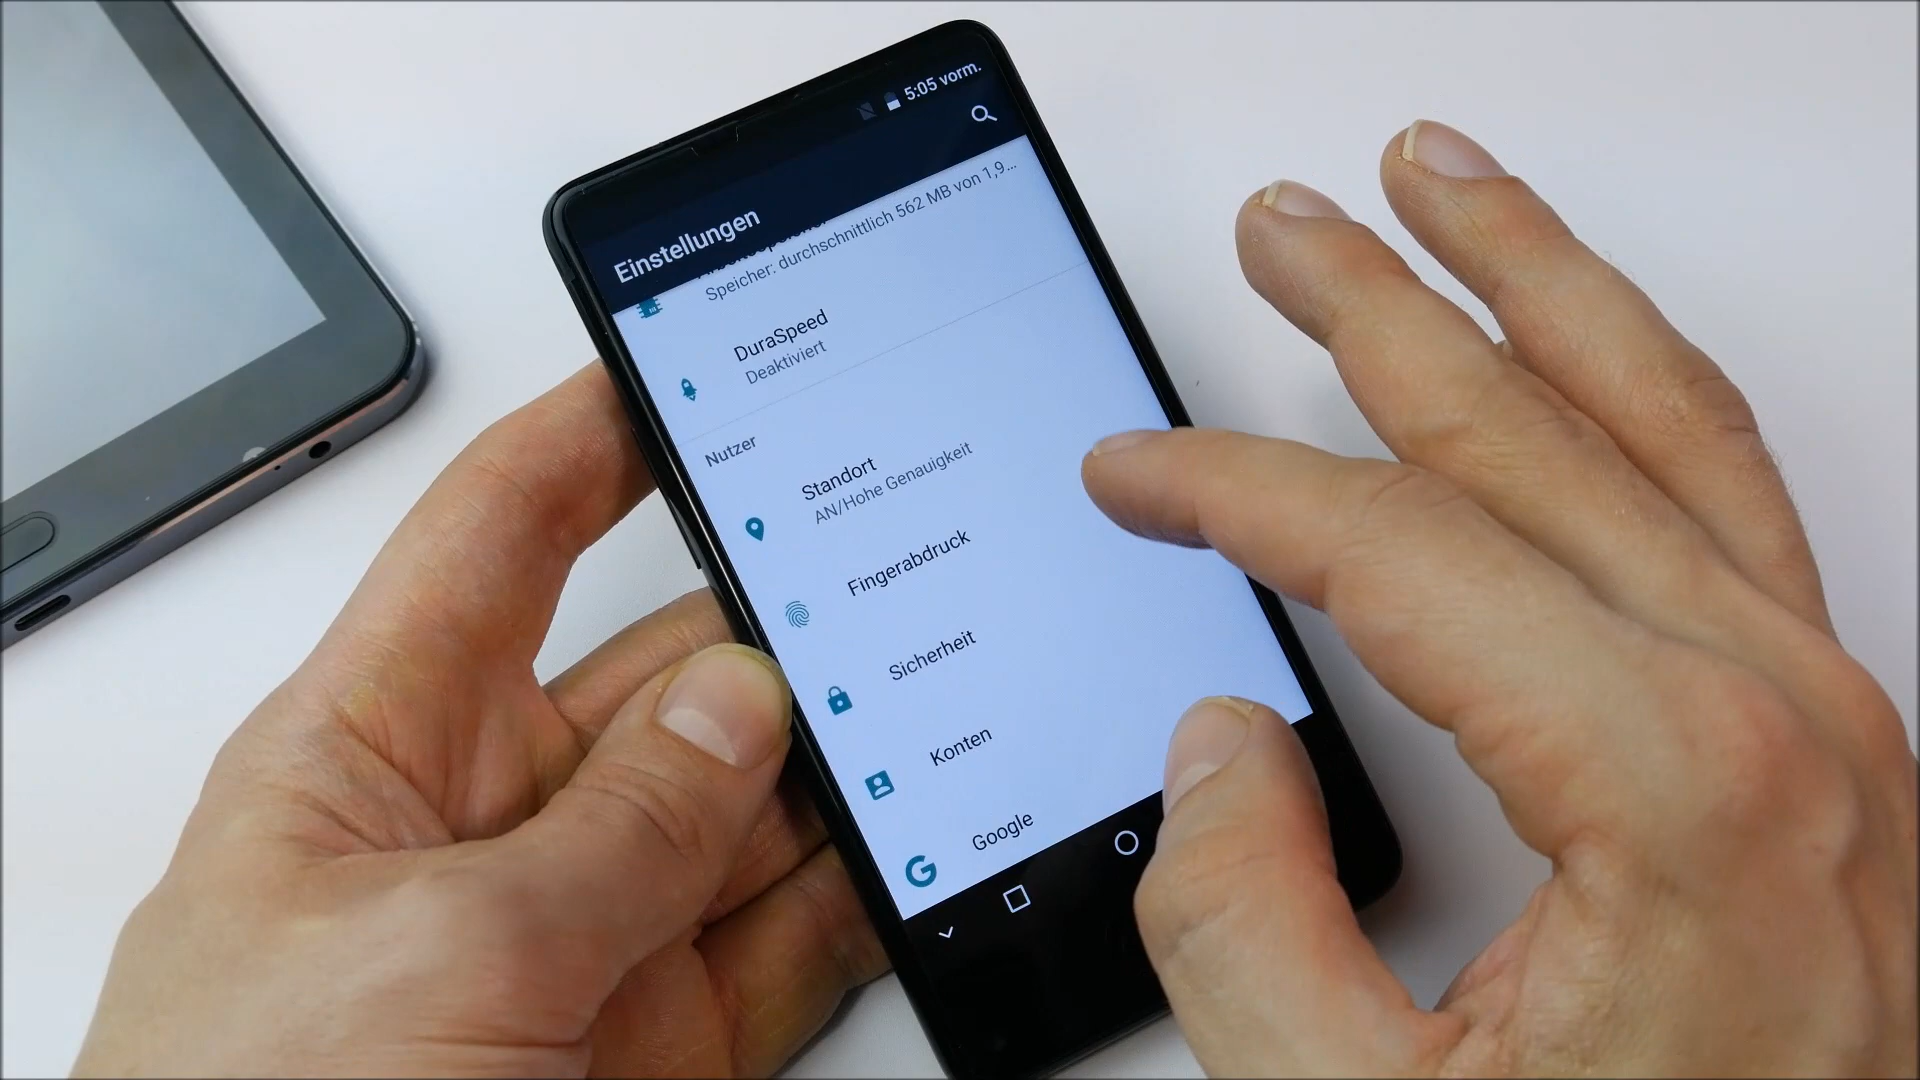 5:05 vorm.
Einstellungen
Speicher: durchschnittlich 562 MB von 1,9...
DuraSpeed
Deaktiviert
Nutzer
Standort
AN/Hohe Genauigkeit
Fingerabdruck
Sicherheit
Konten
Google